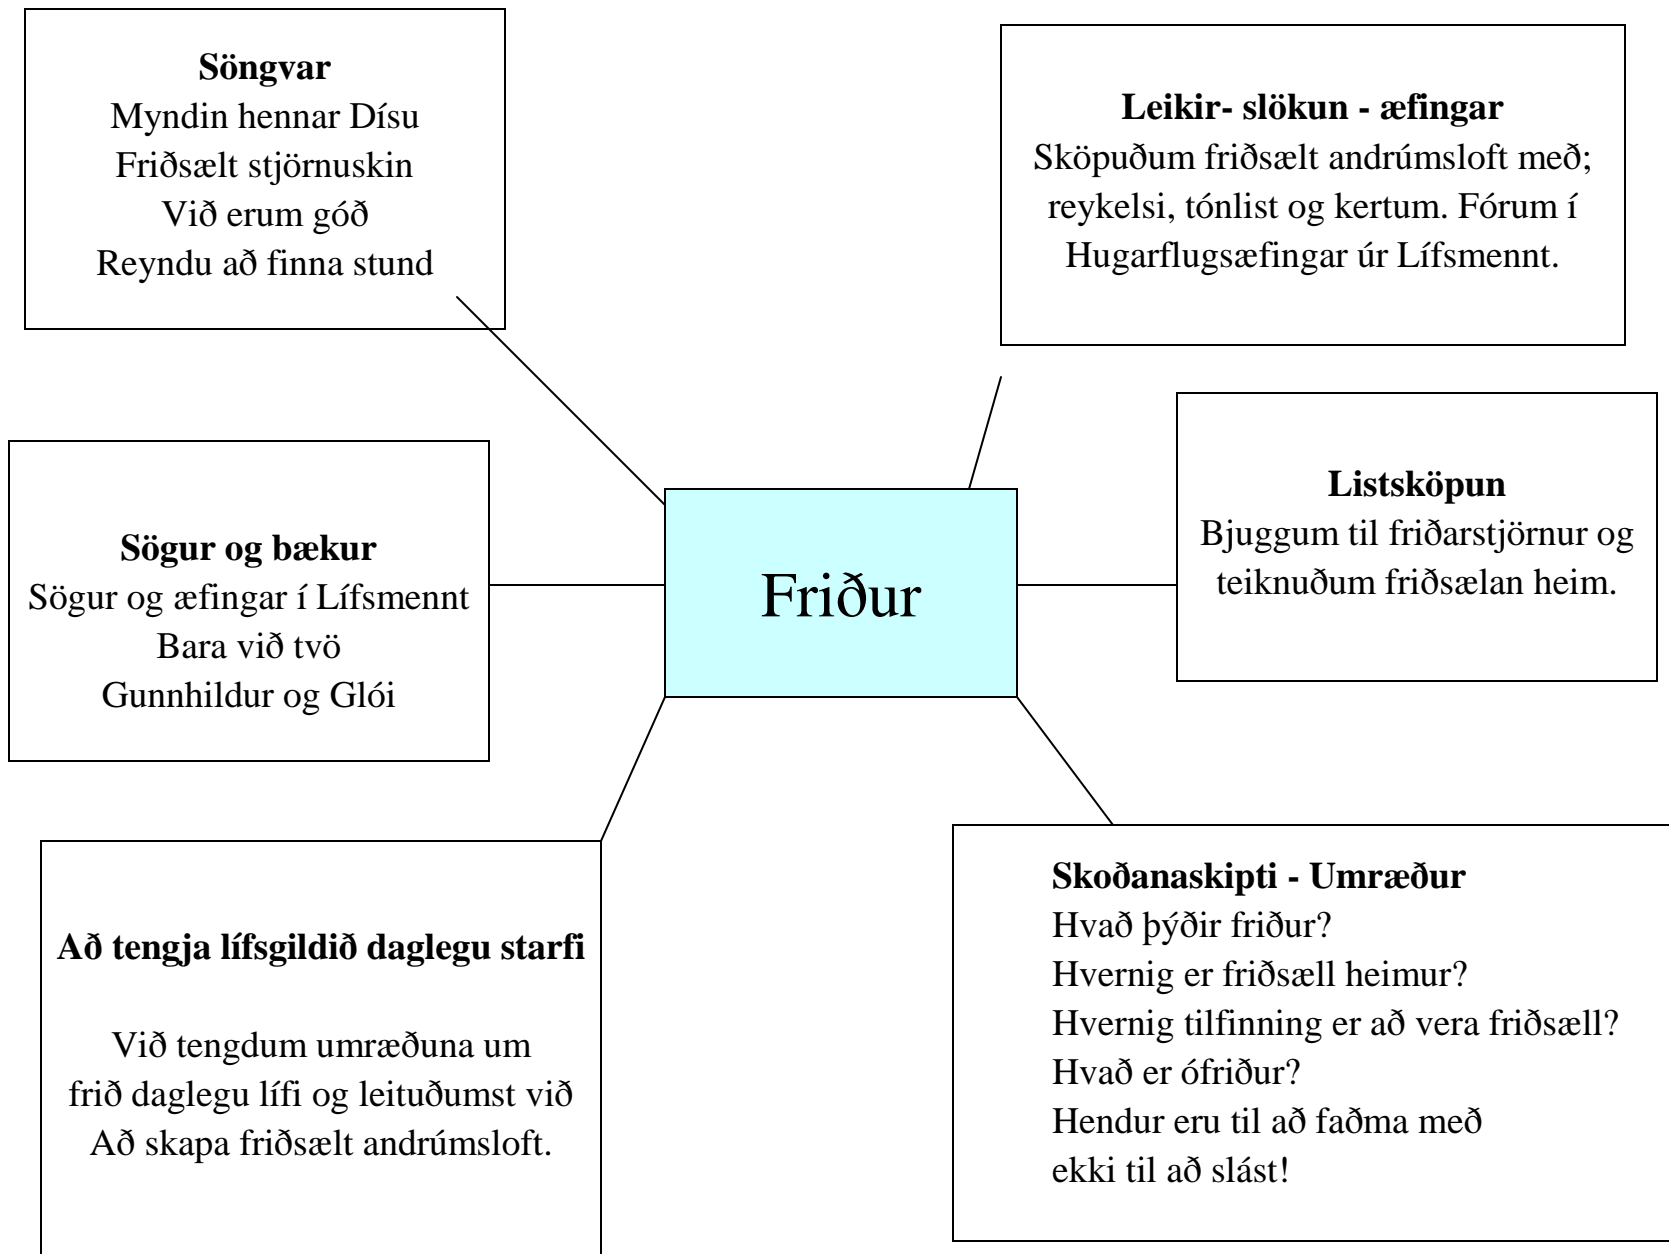 Söngvar
Myndin hennar Dísu
Friðsælt stjörnuskin
Við erum góð
Reyndu að finna stund
Leikir- slökun - æfingar
Sköpuðum friðsælt andrúmsloft með;
reykelsi, tónlist og kertum. Fórum í
Hugarflugsæfingar úr Lífsmennt.
Sögur og bækur
Sögur og æfingar í Lífsmennt
Bara við tvö
Gunnhildur og Glói
Friður
Listsköpun
Bjuggum til friðarstjörnur og
teiknuðum friðsælan heim.
Að tengja lífsgildið daglegu starfi
Við tengdum umræðuna um
frið daglegu lífi og leituðumst við
Að skapa friðsælt andrúmsloft.
Skoðanaskipti - Umræður
Hvað þýðir friður?
Hvernig er friðsæll heimur?
Hvernig tilfinning er að vera friðsæll?
Hvað er ófriður?
Hendur eru til að faðma með
ekki til að slást!